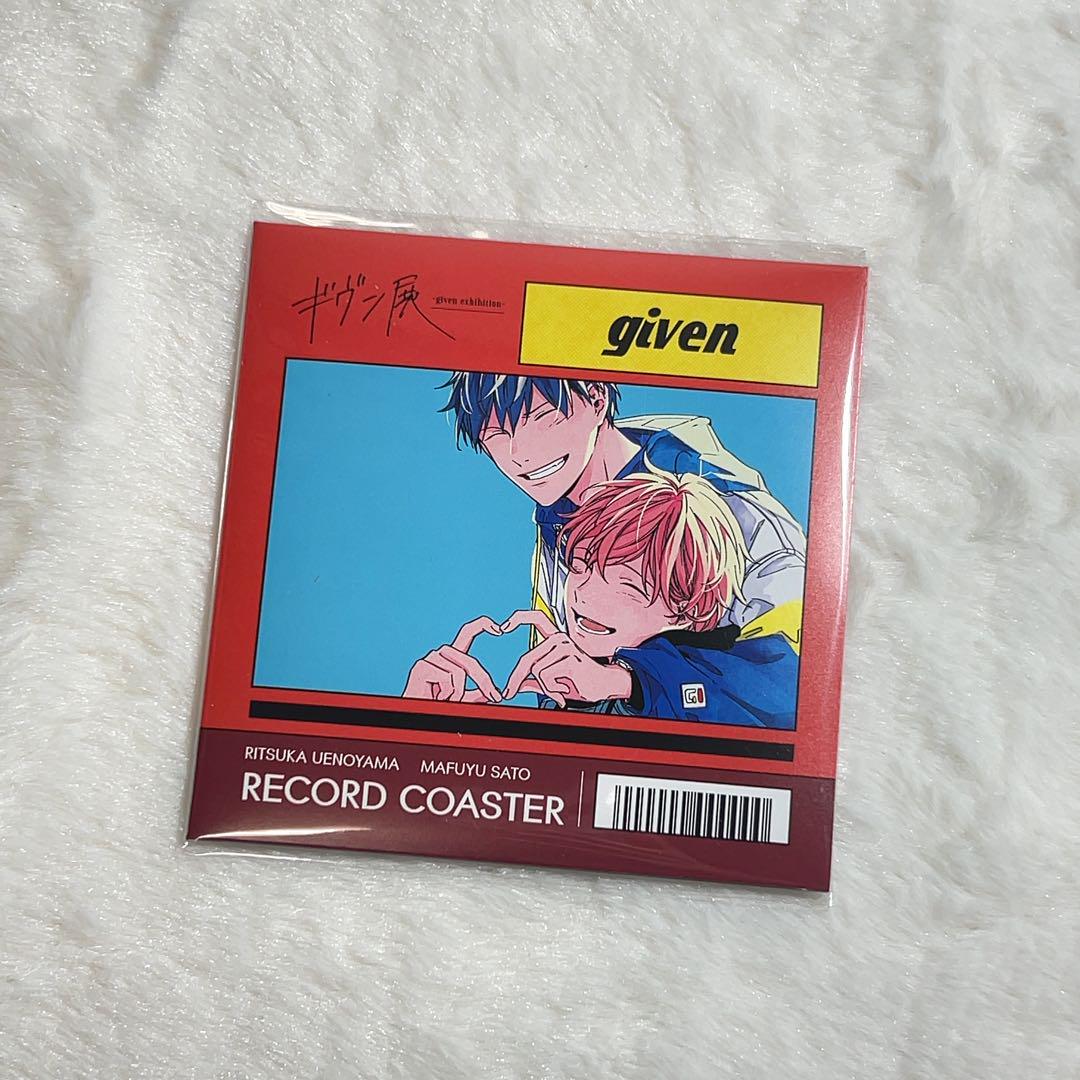 ギヴン展 -given exhibition-
given
RITSUKA UENOYAMA MAFUYU SATO
RECORD COASTER